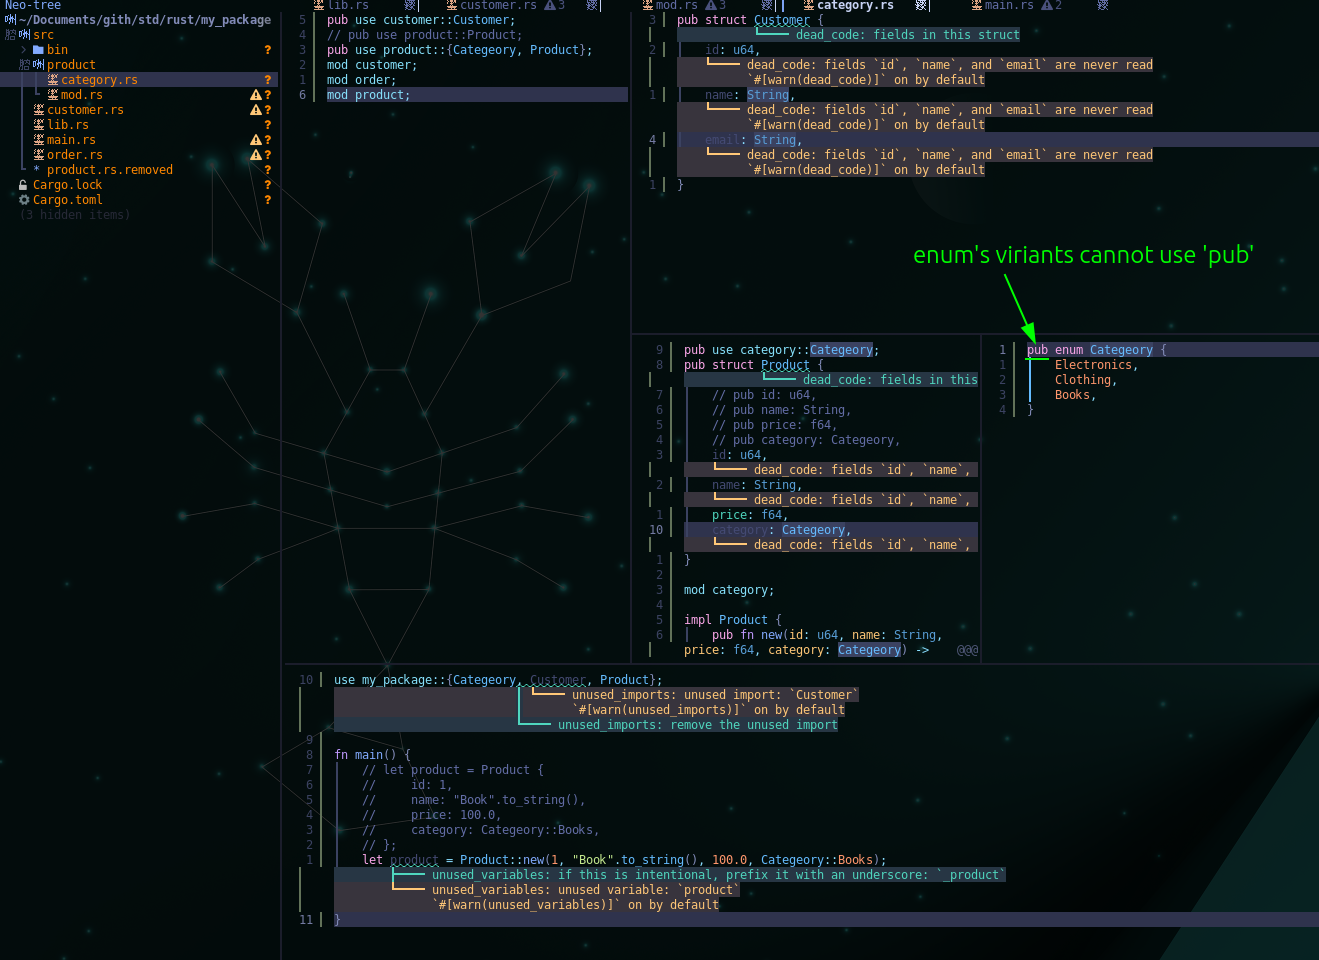 Neo-tree
~/Documents/gith/std/rust/my_package
src
bin ?
product
category.rs ?
mod.rs ?
customer.rs ?
lib.rs ?
main.rs ?
order.rs ?
* product.rs.removed ?
Cargo.lock ?
Cargo.toml ?
(3 hidden items)
lib.rs customer.rs 3
5 pub use customer::Customer;
4 // pub use product::Product;
3 pub use product::{Categeory, Product};
2 mod customer;
1 mod order;
6 mod product;
mod.rs 3 category.rs main.rs 2
3 pub struct Customer {
dead_code: fields in this struct
2 id: u64,
dead_code: fields `id`, `name`, and `email` are never read
`#[warn(dead_code)]` on by default
1 name: String,
dead_code: fields `id`, `name`, and `email` are never read
`#[warn(dead_code)]` on by default
4 email: String,
dead_code: fields `id`, `name`, and `email` are never read
`#[warn(dead_code)]` on by default
1 }
enum's viriants cannot use 'pub'
9 pub use category::Categeory;
8 pub struct Product {
dead_code: fields in this
7 // pub id: u64,
6 // pub name: String,
5 // pub price: f64,
4 // pub category: Categeory,
3 id: u64,
dead_code: fields `id`, `name`,
2 name: String,
dead_code: fields `id`, `name`,
1 price: f64,
10 category: Categeory,
dead_code: fields `id`, `name`,
1 }
2
3 mod category;
4
5 impl Product {
6 pub fn new(id: u64, name: String,
price: f64, category: Categeory) -> @@@
1 pub enum Categeory {
1 Electronics,
2 Clothing,
3 Books,
4 }
10 use my_package::{Categeory, Customer, Product};
unused_imports: unused import: `Customer`
`#[warn(unused_imports)]` on by default
unused_imports: remove the unused import
9
8 fn main() {
7 // let product = Product {
6 // id: 1,
5 // name: "Book".to_string(),
4 // price: 100.0,
3 // category: Categeory::Books,
2 // };
1 let product = Product::new(1, "Book".to_string(), 100.0, Categeory::Books);
unused_variables: if this is intentional, prefix it with an underscore: `_product`
unused_variables: unused variable: `product`
`#[warn(unused_variables)]` on by default
11 }